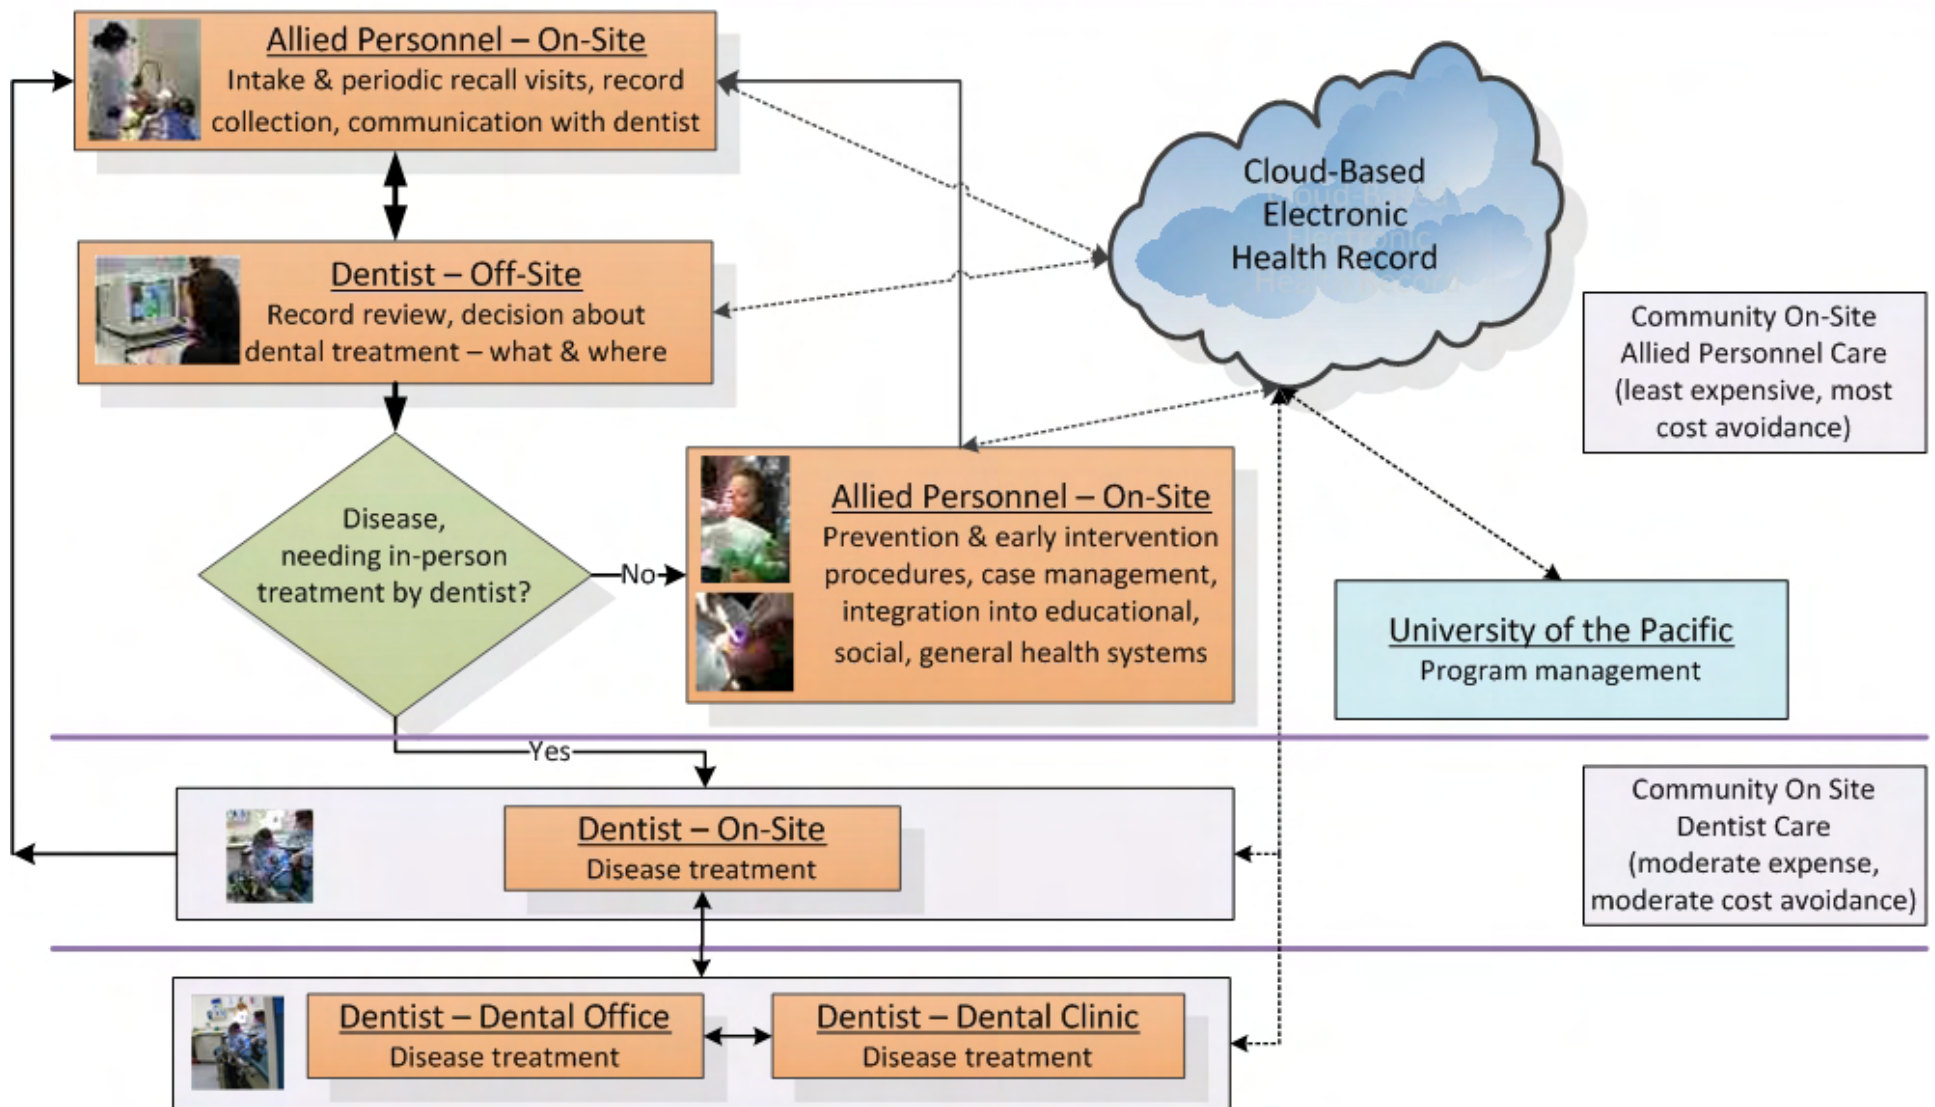 Allied Personnel – On-Site
Intake & periodic recall visits, record
collection, communication with dentist
Cloud-Based
Electronic
Health Record
Dentist – Off-Site
Record review, decision about
dental treatment – what & where
Community On-Site
Allied Personnel Care
(least expensive, most
cost avoidance)
Disease,
needing in-person
treatment by dentist?
No
Allied Personnel – On-Site
Prevention & early intervention
procedures, case management,
integration into educational,
social, general health systems
University of the Pacific
Program management
Yes
Dentist – On-Site
Disease treatment
Community On Site
Dentist Care
(moderate expense,
moderate cost avoidance)
Dentist – Dental Office
Disease treatment
Dentist – Dental Clinic
Disease treatment